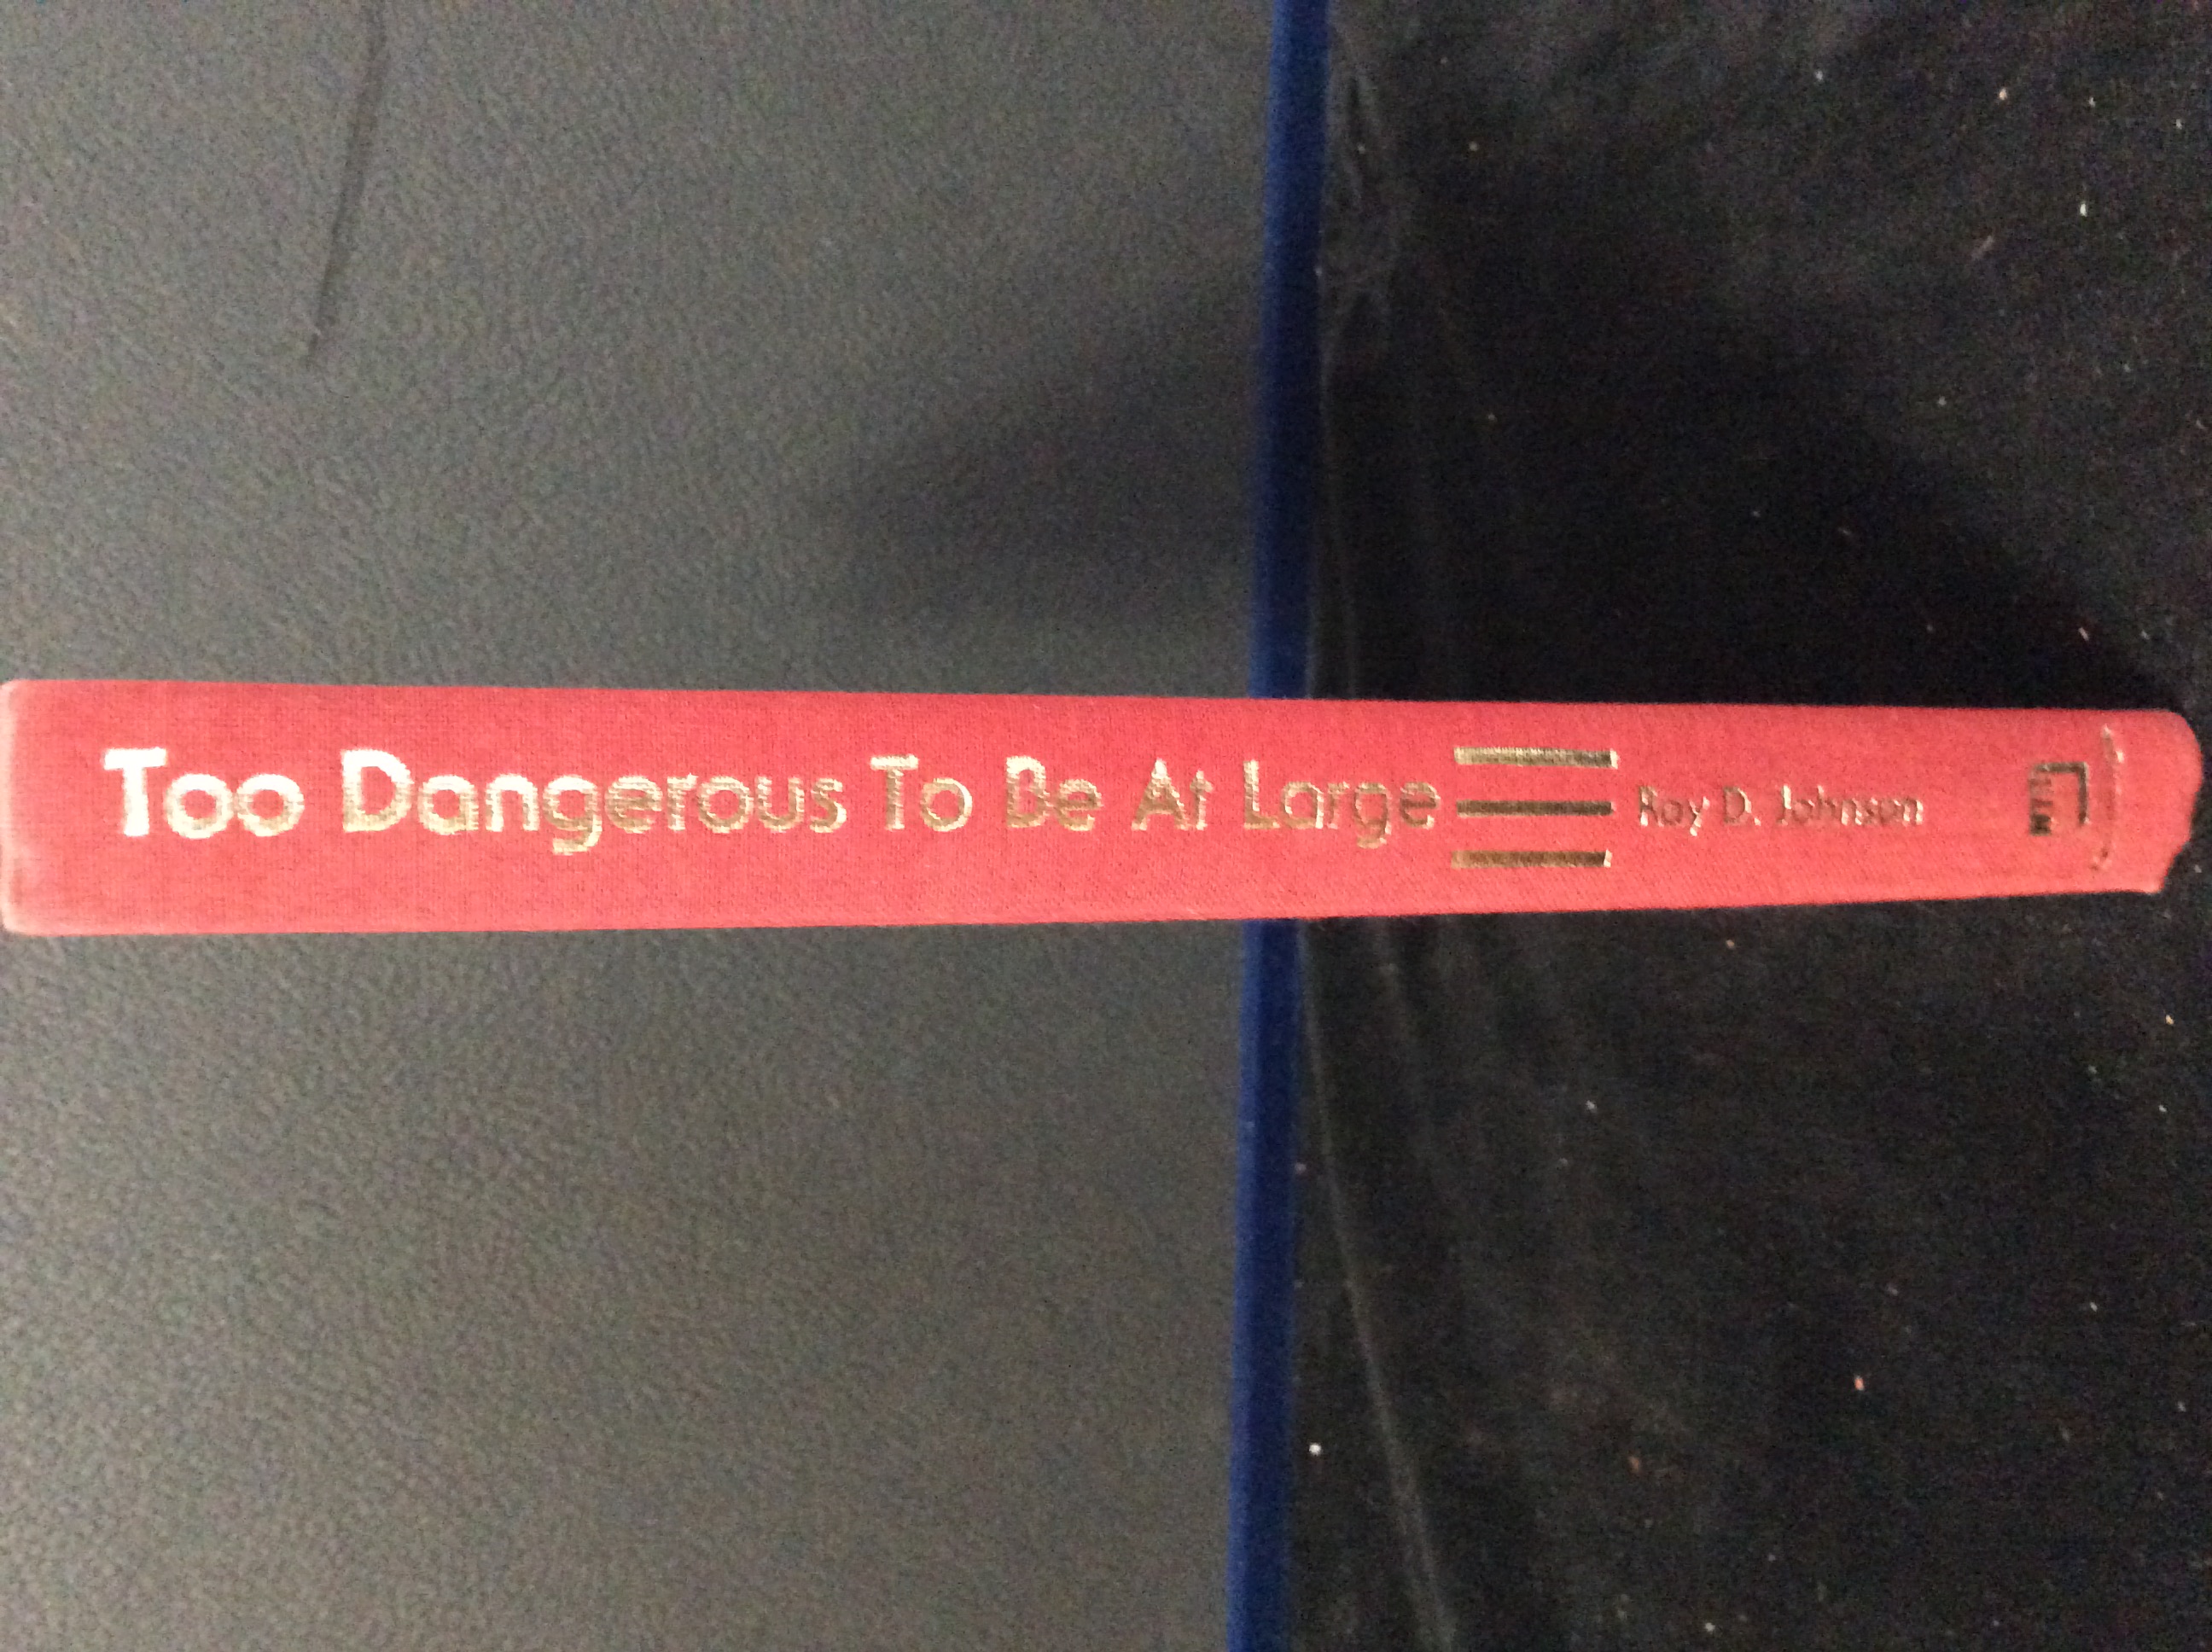 Too Dangerous To Be At Large
Roy D. Johnson